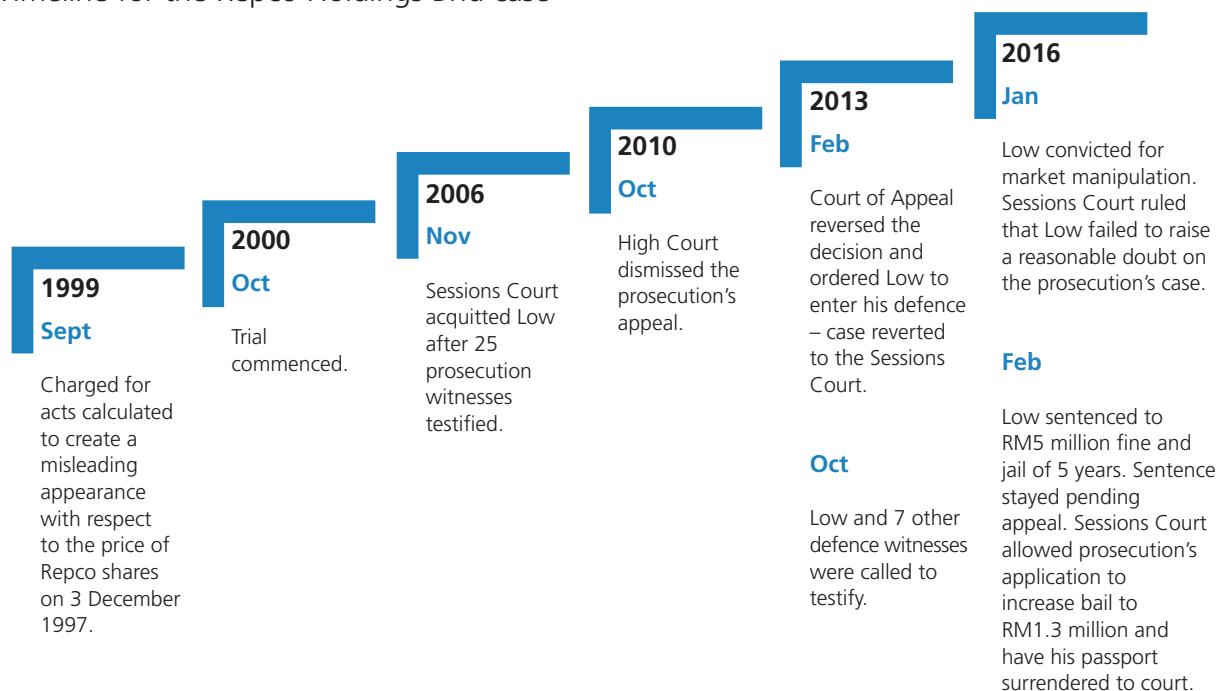 Timeline for the Repco Holdings Bhd case
1999
Sept
Charged for
acts calculated
to create a
misleading
appearance
with respect
to the price of
Repco shares
on 3 December
1997.
2000
Oct
Trial
commenced.
2006
Nov
Sessions Court
acquitted Low
after 25
prosecution
witnesses
testified.
2010
Oct
High Court
dismissed the
prosecution’s
appeal.
2013
Feb
Court of Appeal
reversed the
decision and
ordered Low to
enter his defence
– case reverted
to the Sessions
Court.
Oct
Low and 7 other
defence witnesses
were called to
testify.
2016
Jan
Low convicted for
market manipulation.
Sessions Court ruled
that Low failed to raise
a reasonable doubt on
the prosecution’s case.
Feb
Low sentenced to
RM5 million fine and
jail of 5 years. Sentence
stayed pending
appeal. Sessions Court
allowed prosecution’s
application to
increase bail to
RM1.3 million and
have his passport
surrendered to court.